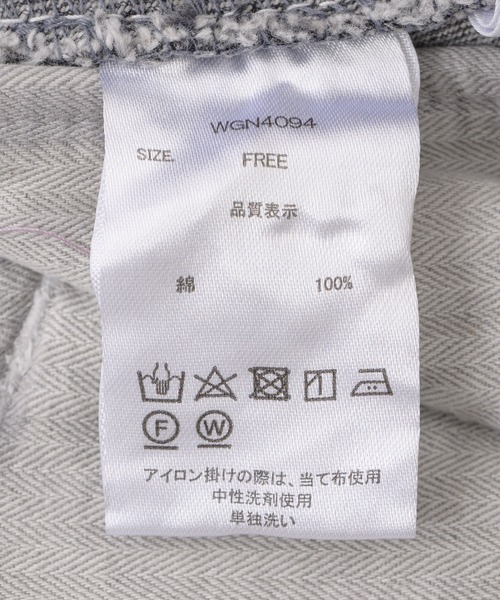 WGN4094
SIZE. FREE
品質表示
綿 100%
F W
アイロン掛けの際は、当て布使用
中性洗剤使用
単独洗い